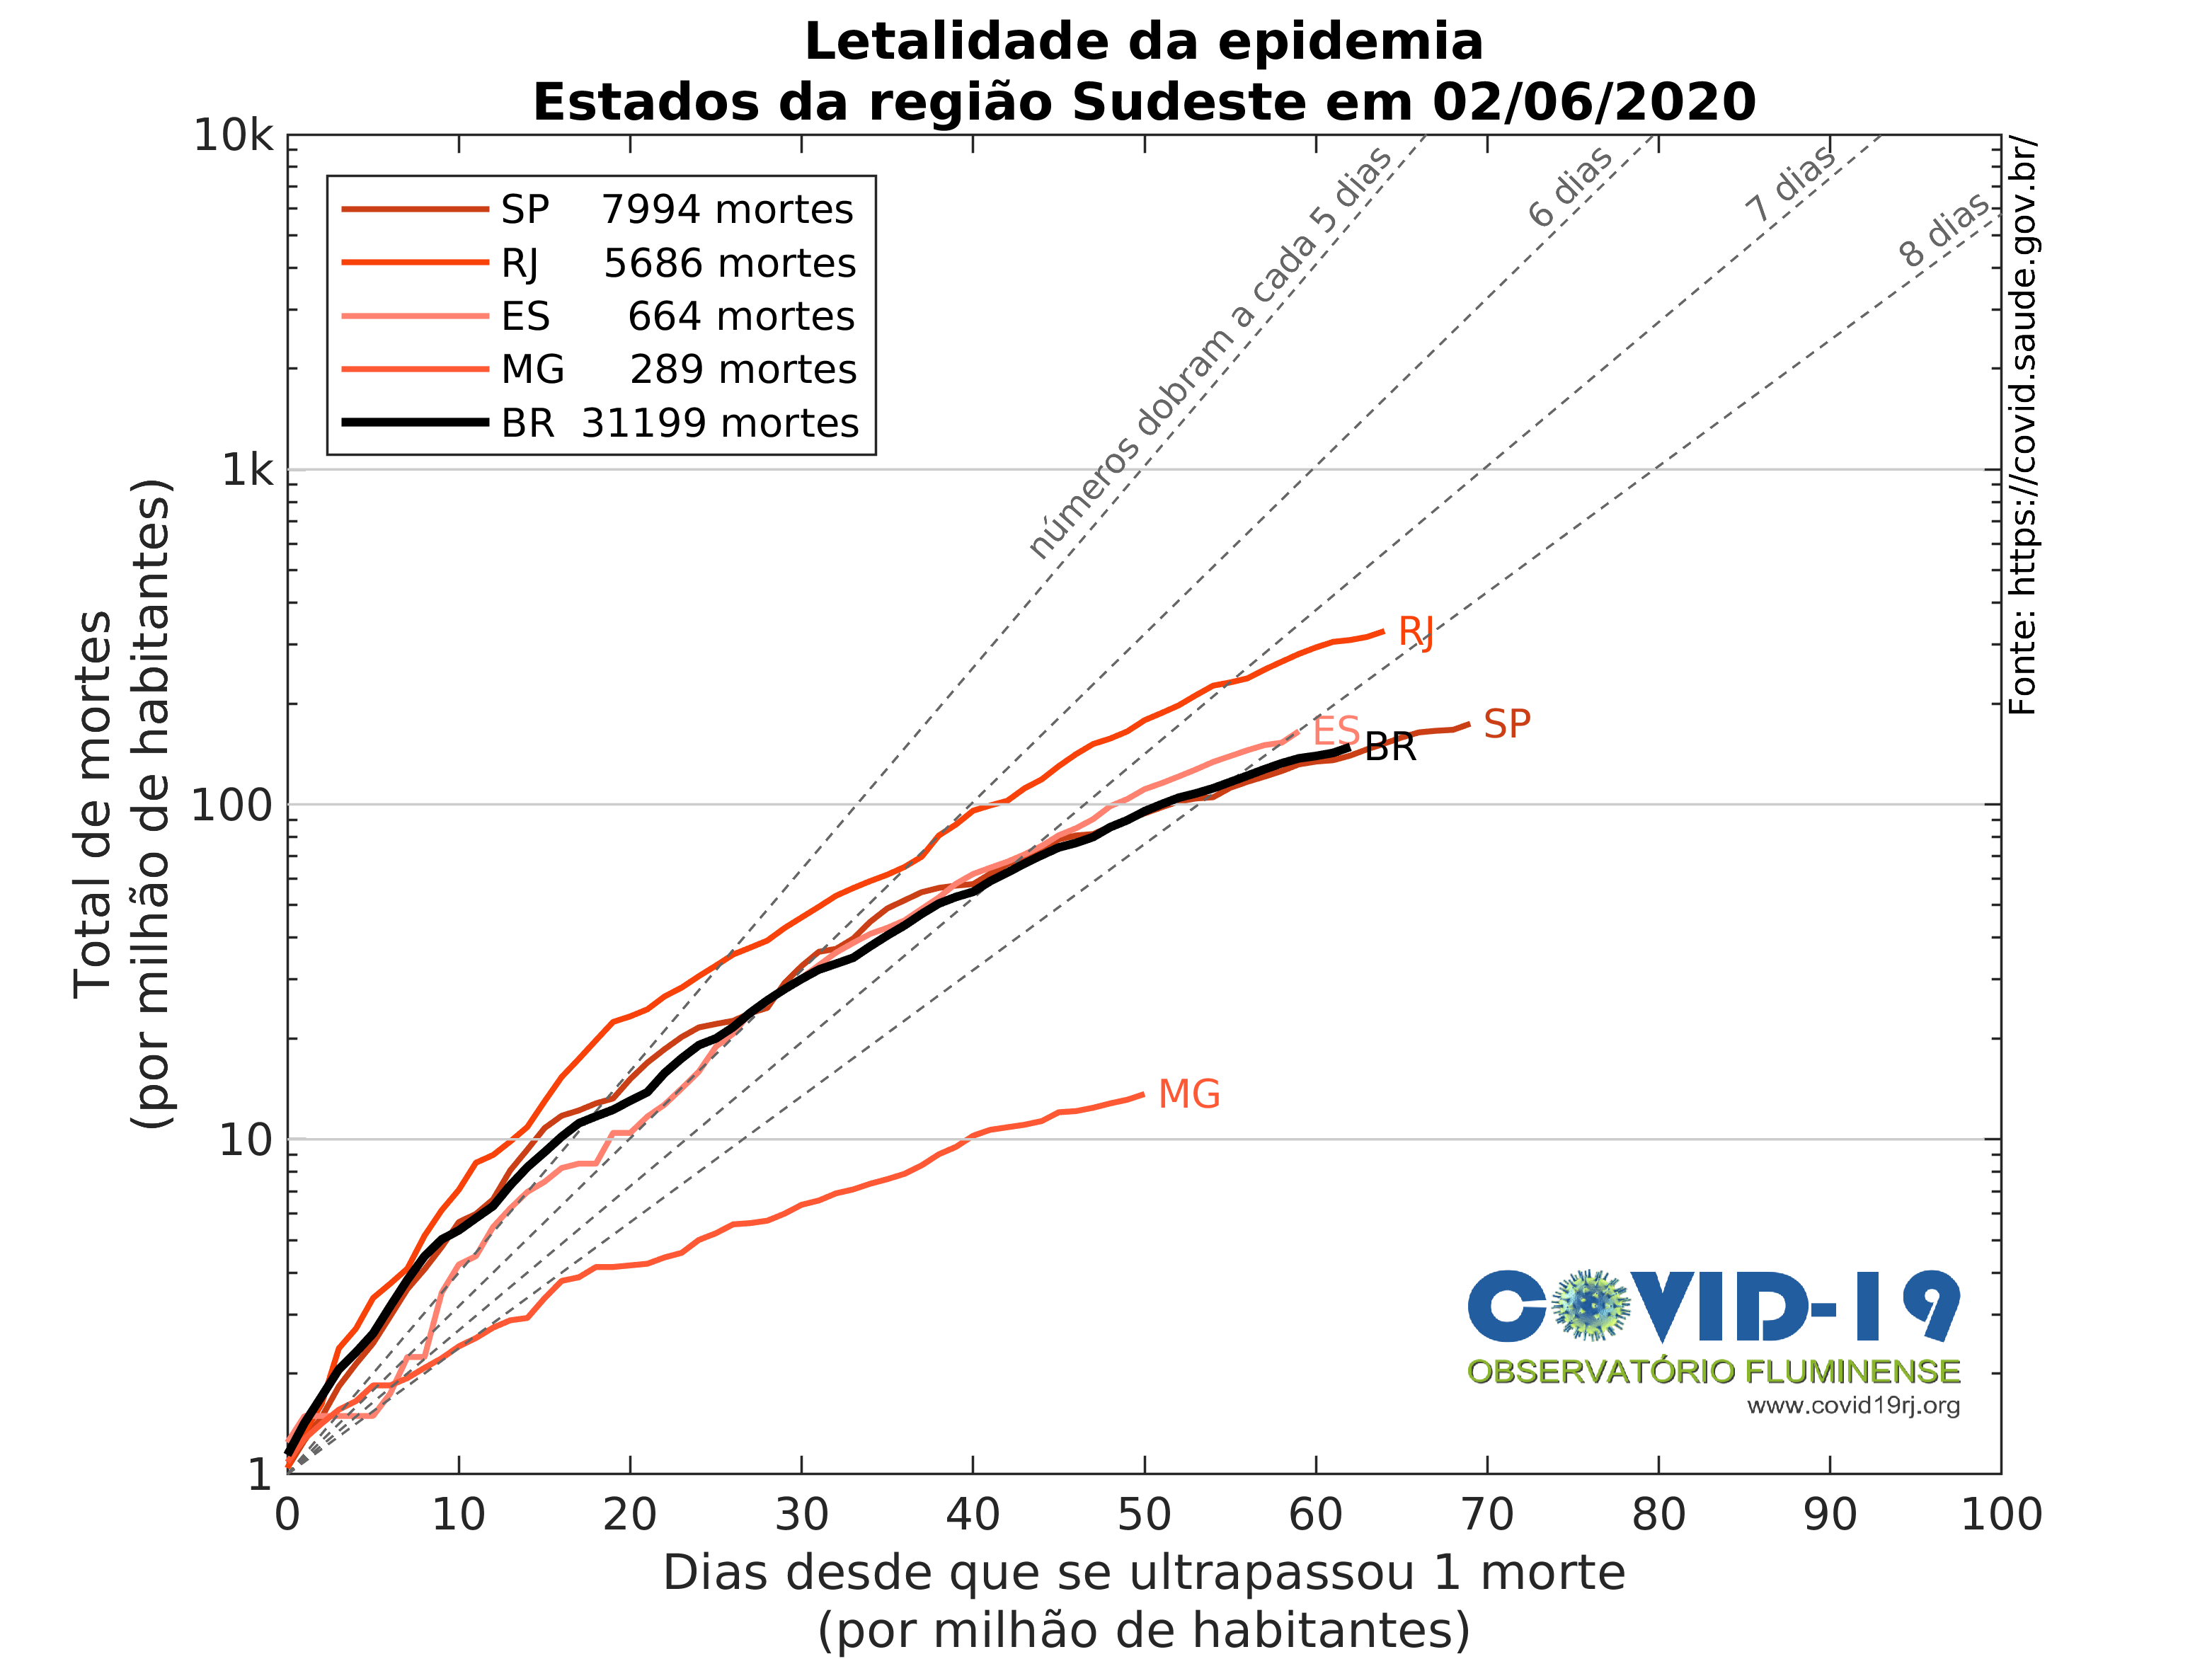 Letalidade da epidemia
Estados da região Sudeste em 02/06/2020
10k
1k
100
10
1
Total de mortes
(por milhão de habitantes)
SP 7994 mortes
RJ 5686 mortes
ES 664 mortes
MG 289 mortes
BR 31199 mortes
números dobram a cada 5 dias
6 dias
7 dias
8 dias
RJ
SP
ES
BR
MG
Fonte: https://covid.saude.gov.br/
COVID-19
OBSERVATÓRIO FLUMINENSE
www.covid19rj.org
0 10 20 30 40 50 60 70 80 90 100
Dias desde que se ultrapassou 1 morte
(por milhão de habitantes)